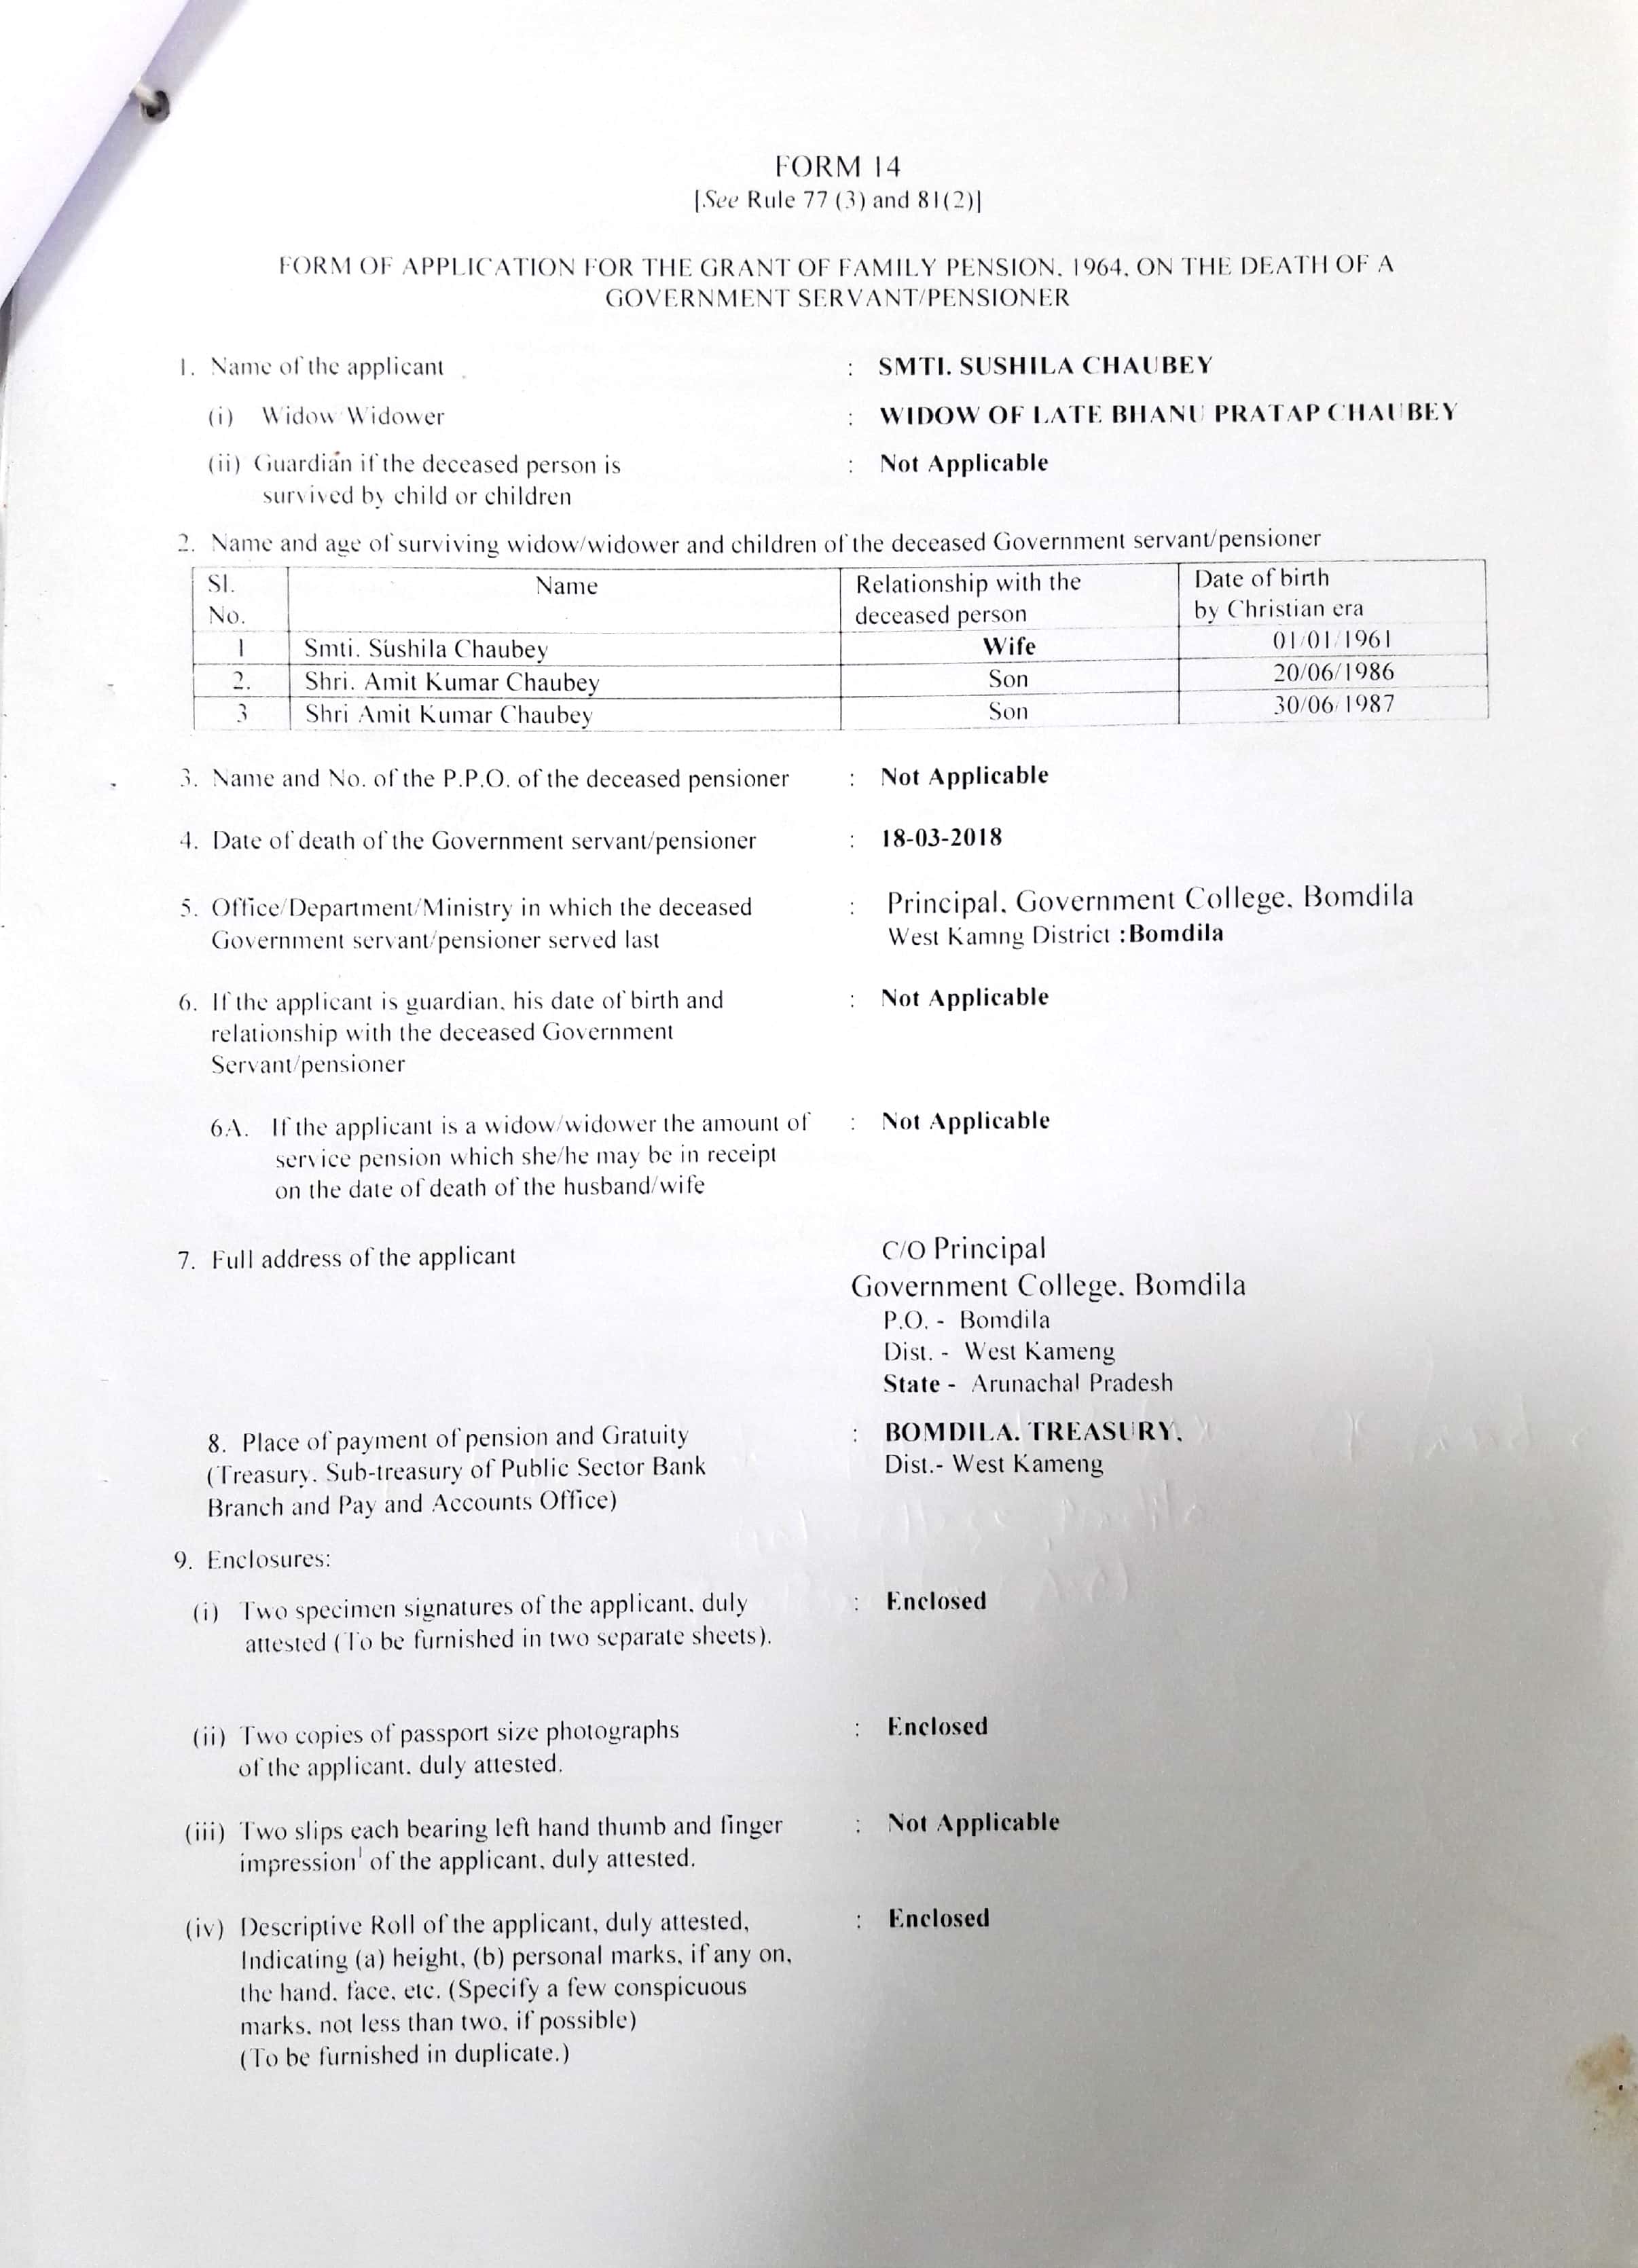 FORM 14
[See Rule 77 (3) and 81(2)]
FORM OF APPLICATION FOR THE GRANT OF FAMILY PENSION, 1964, ON THE DEATH OF A
GOVERNMENT SERVANT/PENSIONER
1. Name of the applicant : SMTI. SUSHILA CHAUBEY
(i) Widow/Widower : WIDOW OF LATE BHANU PRATAP CHAUBEY
(ii) Guardian if the deceased person is : Not Applicable
survived by child or children
2. Name and age of surviving widow/widower and children of the deceased Government servant/pensioner
Sl. Name Relationship with the Date of birth
No. deceased person by Christian era
1 Smti. Sushila Chaubey Wife 01/01/1961
2. Shri. Amit Kumar Chaubey Son 20/06/1986
3 Shri Amit Kumar Chaubey Son 30/06/1987
3. Name and No. of the P.P.O. of the deceased pensioner : Not Applicable
4. Date of death of the Government servant/pensioner : 18-03-2018
5. Office/Department/Ministry in which the deceased : Principal, Government College, Bomdila
Government servant/pensioner served last West Kamng District :Bomdila
6. If the applicant is guardian, his date of birth and : Not Applicable
relationship with the deceased Government
Servant/pensioner
6A. If the applicant is a widow/widower the amount of : Not Applicable
service pension which she/he may be in receipt
on the date of death of the husband/wife
7. Full address of the applicant C/O Principal
Government College, Bomdila
P.O. - Bomdila
Dist. - West Kameng
State - Arunachal Pradesh
8. Place of payment of pension and Gratuity : BOMDILA. TREASURY,
(Treasury, Sub-treasury of Public Sector Bank Dist.- West Kameng
Branch and Pay and Accounts Office)
9. Enclosures:
(i) Two specimen signatures of the applicant, duly : Enclosed
attested (To be furnished in two separate sheets).
(ii) Two copies of passport size photographs : Enclosed
of the applicant, duly attested.
(iii) Two slips each bearing left hand thumb and finger : Not Applicable
impression¹ of the applicant, duly attested.
(iv) Descriptive Roll of the applicant, duly attested, : Enclosed
Indicating (a) height, (b) personal marks, if any on,
the hand, face, etc. (Specify a few conspicuous
marks, not less than two, if possible)
(To be furnished in duplicate.)